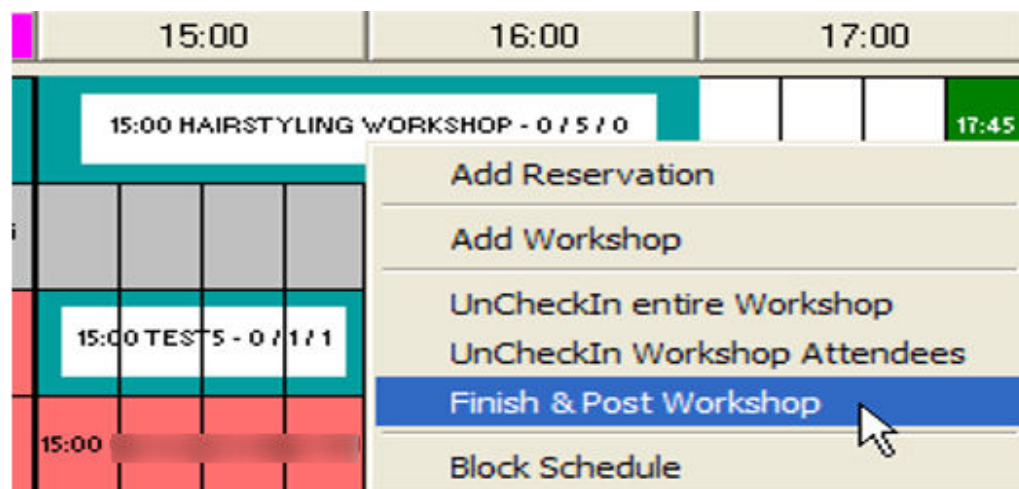 15:00 16:00 17:00
15:00 HAIRSTYLING WORKSHOP - 0 / 5 / 0
17:45
Add Reservation
Add Workshop
UnCheckIn entire Workshop
15:00 TEST5 - 0 / 1 / 1
UnCheckIn Workshop Attendees
Finish & Post Workshop
15:00
Block Schedule